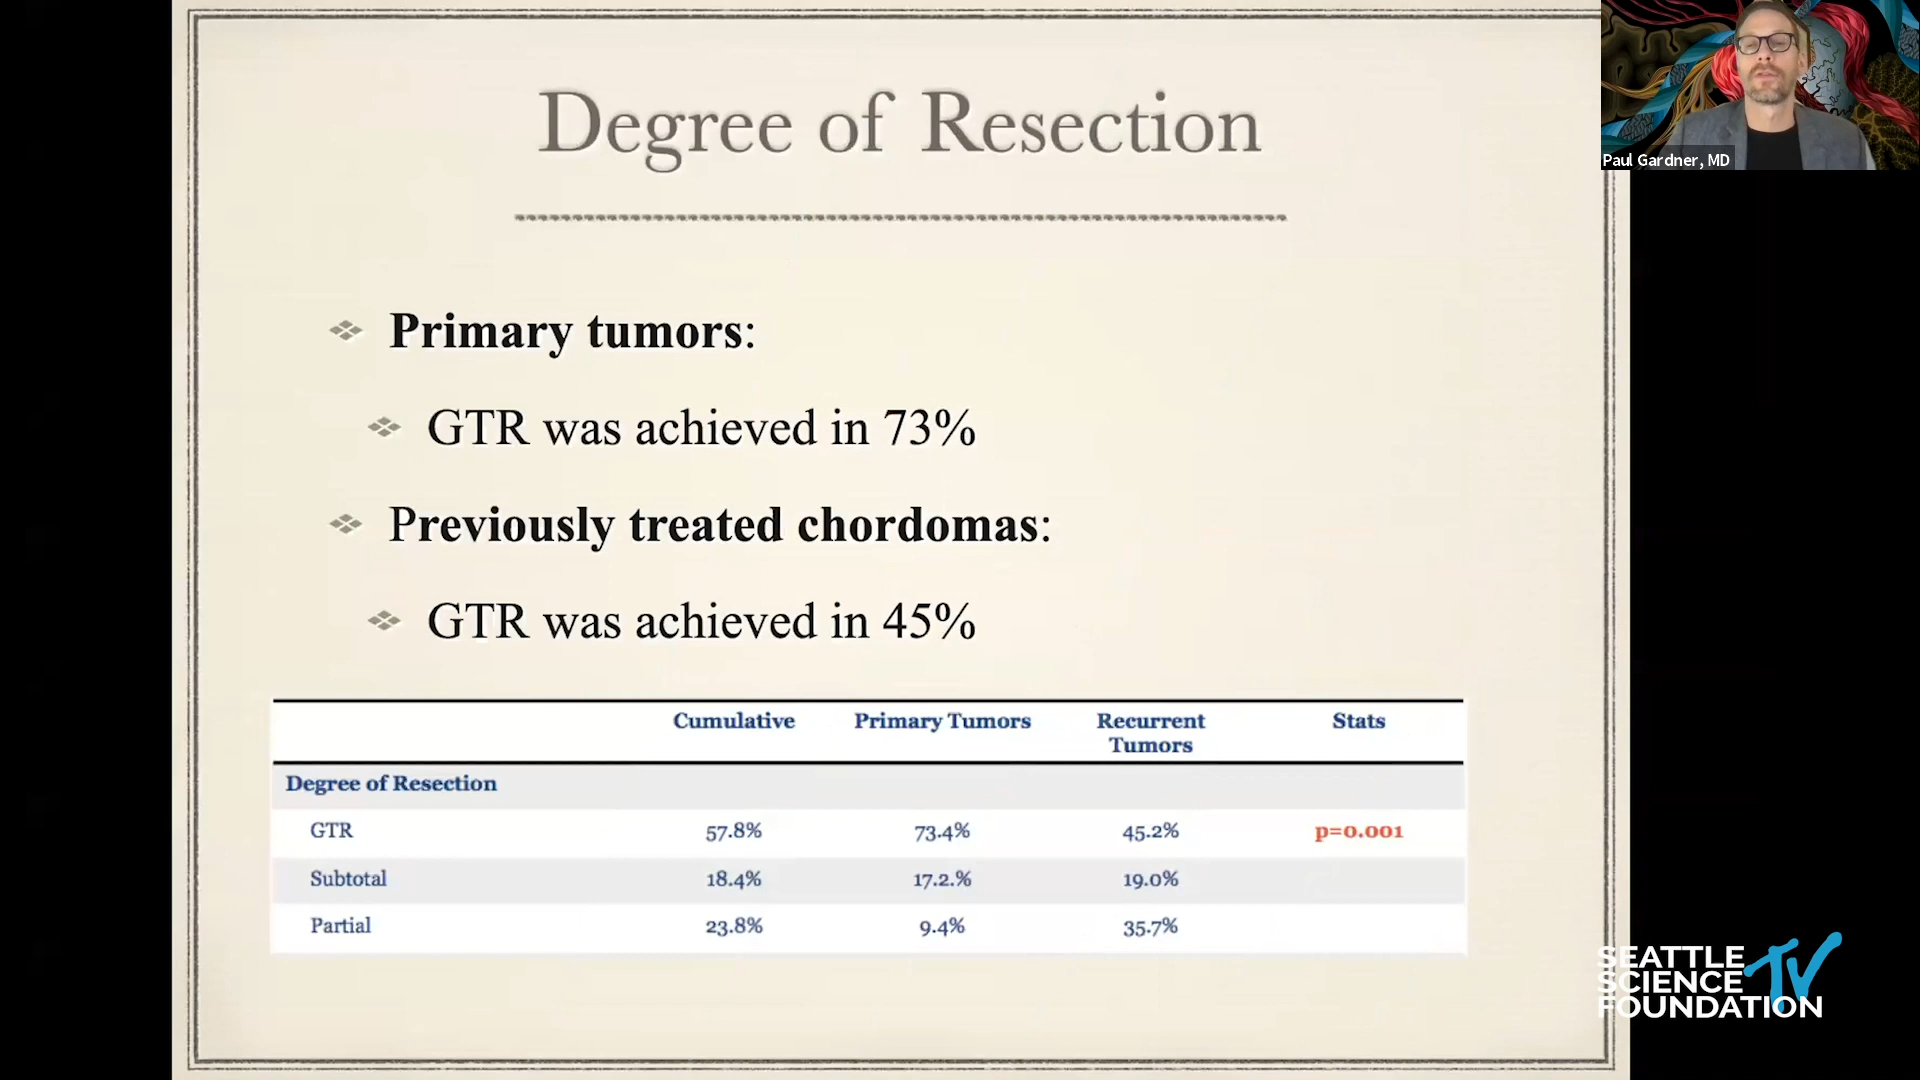 Degree of Resection
Paul Gardner, MD
Primary tumors:
GTR was achieved in 73%
Previously treated chordomas:
GTR was achieved in 45%
Cumulative Primary Tumors Recurrent Tumors Stats
Degree of Resection
GTR 57.8% 73.4% 45.2% p=0.001
Subtotal 18.4% 17.2.% 19.0%
Partial 23.8% 9.4% 35.7%
SEATTLE
SCIENCE TV
FOUNDATION